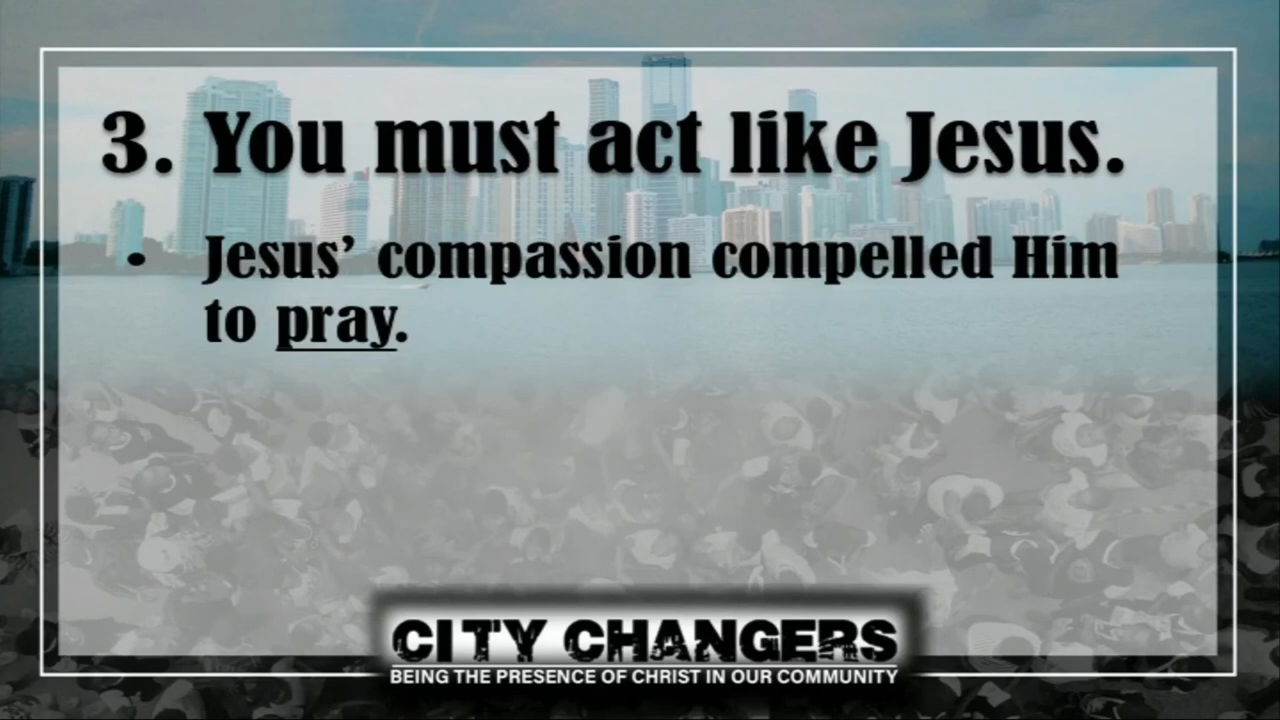 3. You must act like Jesus.
• Jesus’ compassion compelled Him
to pray.
CITY CHANGERS
BEING THE PRESENCE OF CHRIST IN OUR COMMUNITY